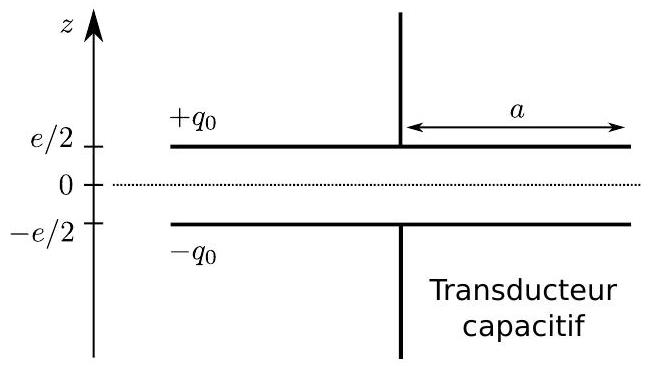 z
+q₀
a
e/2
0
−e/2
−q₀
Transducteur
capacitif